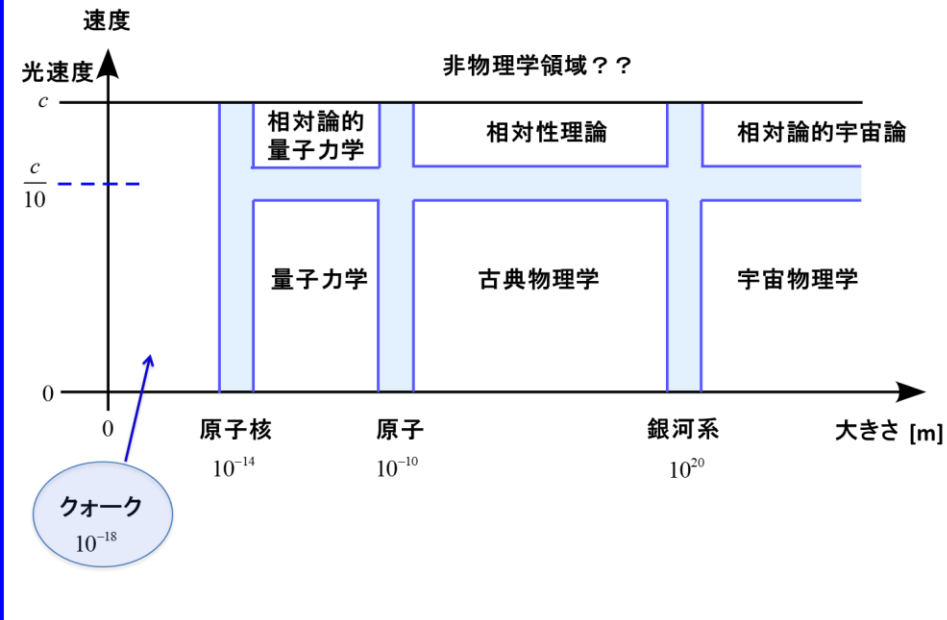 速度
非物理学領域？？
光速度
c
相対論的
量子力学
相対性理論
相対論的宇宙論
c
10
量子力学
古典物理学
宇宙物理学
0
0
原子核
原子
銀河系
大きさ [m]
10⁻¹⁴
10⁻¹⁰
10²⁰
クォーク
10⁻¹⁸